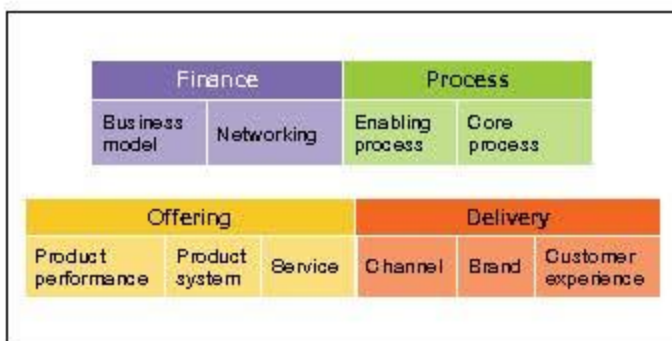 Finance
Process
Business
model
Networking
Enabling
process
Core
process
Offering
Delivery
Product
performance
Product
system
Service
Channel
Brand
Customer
experience